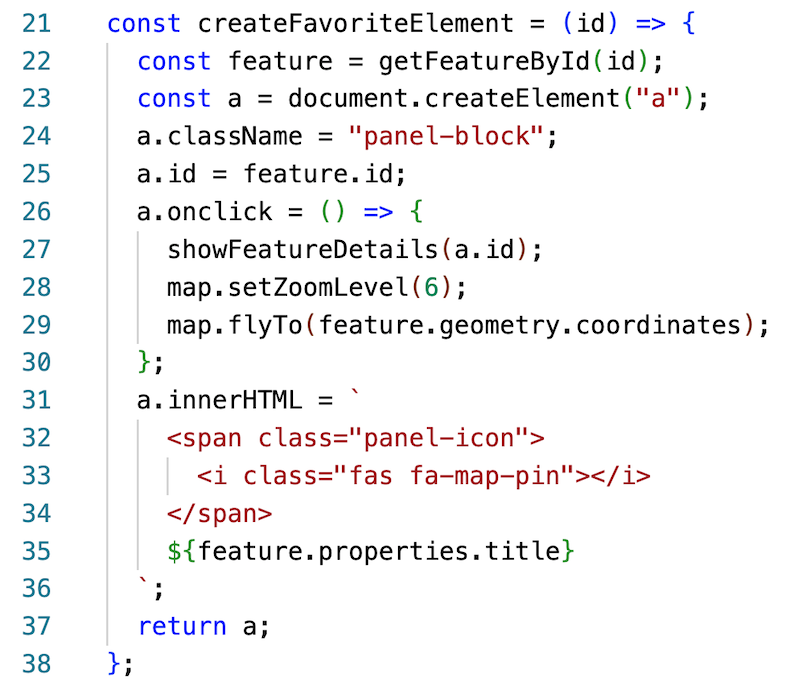 21 const createFavoriteElement = (id) => {
22 const feature = getFeatureById(id);
23 const a = document.createElement("a");
24 a.className = "panel-block";
25 a.id = feature.id;
26 a.onclick = () => {
27 showFeatureDetails(a.id);
28 map.setZoomLevel(6);
29 map.flyTo(feature.geometry.coordinates);
30 };
31 a.innerHTML = `
32 <span class="panel-icon">
33 <i class="fas fa-map-pin"></i>
34 </span>
35 ${feature.properties.title}
36 `;
37 return a;
38 };